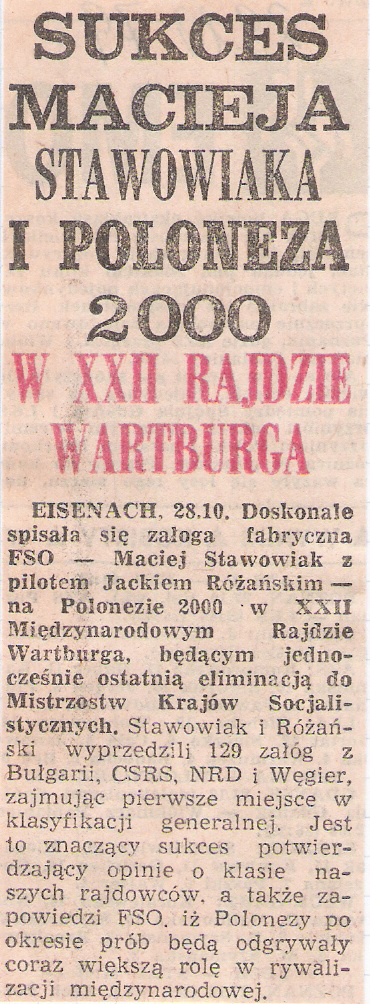 SUKCES
MACIEJA
STAWOWIAKA
I POLONEZA
2000
W XXII RAJDZIE
WARTBURGA
EISENACH, 28.10. Doskonale
spisała się załoga fabryczna
FSO — Maciej Stawowiak z
pilotem Jackiem Różańskim —
na Polonezie 2000 w XXII
Międzynarodowym Rajdzie
Wartburga, będącym jedno-
cześnie ostatnią eliminacją do
Mistrzostw Krajów Socjali-
stycznych. Stawowiak i Różań-
ski wyprzedzili 129 załóg z
Bułgarii, CSRS, NRD i Węgier,
zajmując pierwsze miejsce w
klasyfikacji generalnej. Jest
to znaczący sukces potwier-
dzający opinie o klasie na-
szych rajdowców, a także za-
powiedzi FSO, iż Polonezy po
okresie prób będą odgrywały
coraz większą rolę w rywali-
zacji międzynarodowej.